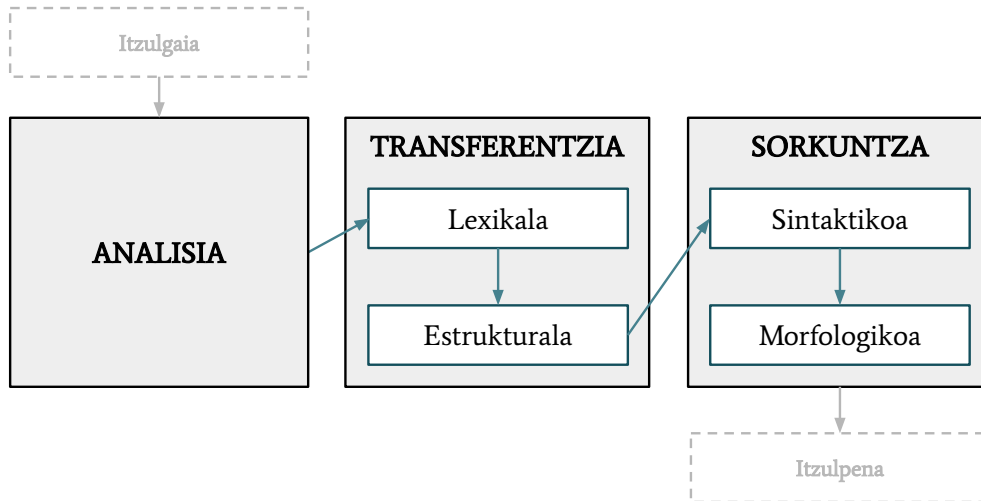 Itzulgaia
ANALISIA
TRANSFERENTZIA
Lexikala
Estrukturala
SORKUNTZA
Sintaktikoa
Morfologikoa
Itzulpena